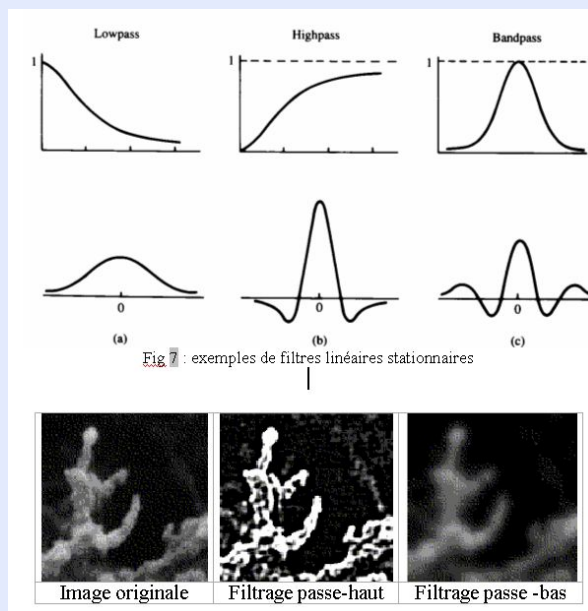 Lowpass Highpass Bandpass
1 1 1
0 0 0
(a) (b) (c)
Fig 7 : exemples de filtres linéaires stationnaires
Image originale Filtrage passe-haut Filtrage passe -bas